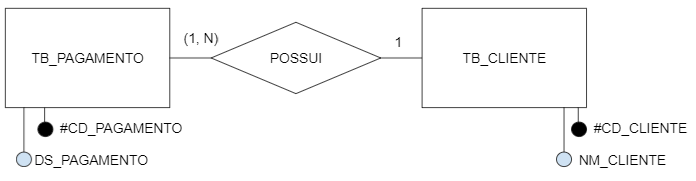 (1, N)
1
TB_PAGAMENTO
POSSUI
TB_CLIENTE
#CD_PAGAMENTO
#CD_CLIENTE
DS_PAGAMENTO
NM_CLIENTE